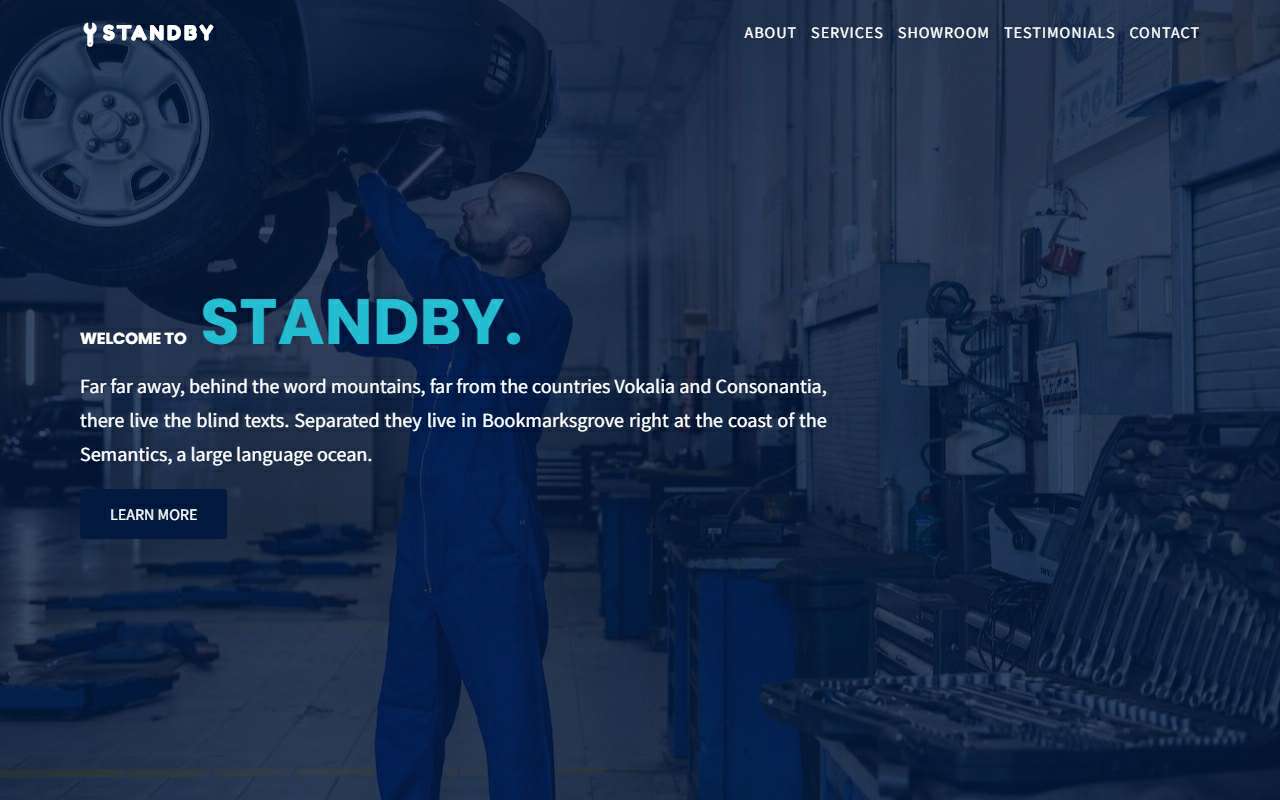 STANDBY
ABOUT SERVICES SHOWROOM TESTIMONIALS CONTACT
WELCOME TO STANDBY.
Far far away, behind the word mountains, far from the countries Vokalia and Consonantia,
there live the blind texts. Separated they live in Bookmarksgrove right at the coast of the
Semantics, a large language ocean.
LEARN MORE